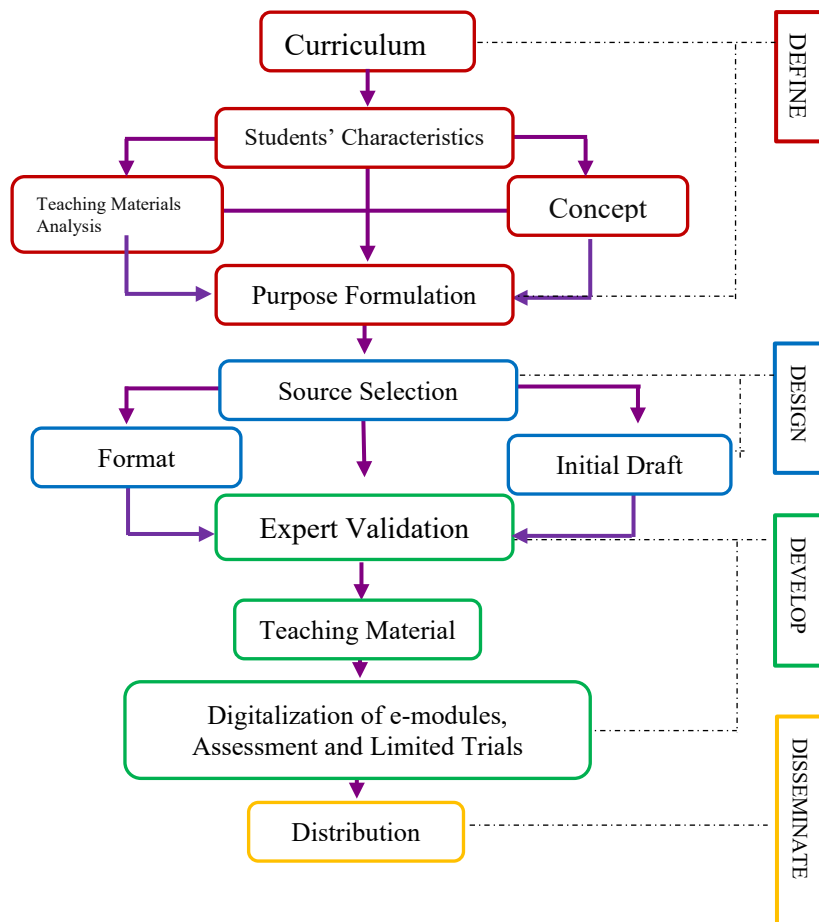 Curriculum
DEFINE
Students’ Characteristics
Teaching Materials
Analysis
Concept
Purpose Formulation
Source Selection
DESIGN
Format
Initial Draft
Expert Validation
DEVELOP
Teaching Material
Digitalization of e-modules,
Assessment and Limited Trials
Distribution
DISSEMINATE